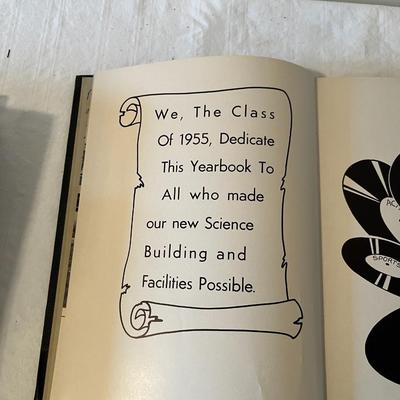 We, The Class
Of 1955, Dedicate
This Yearbook To
All who made
our new Science
Building and
Facilities Possible.
SPORTS